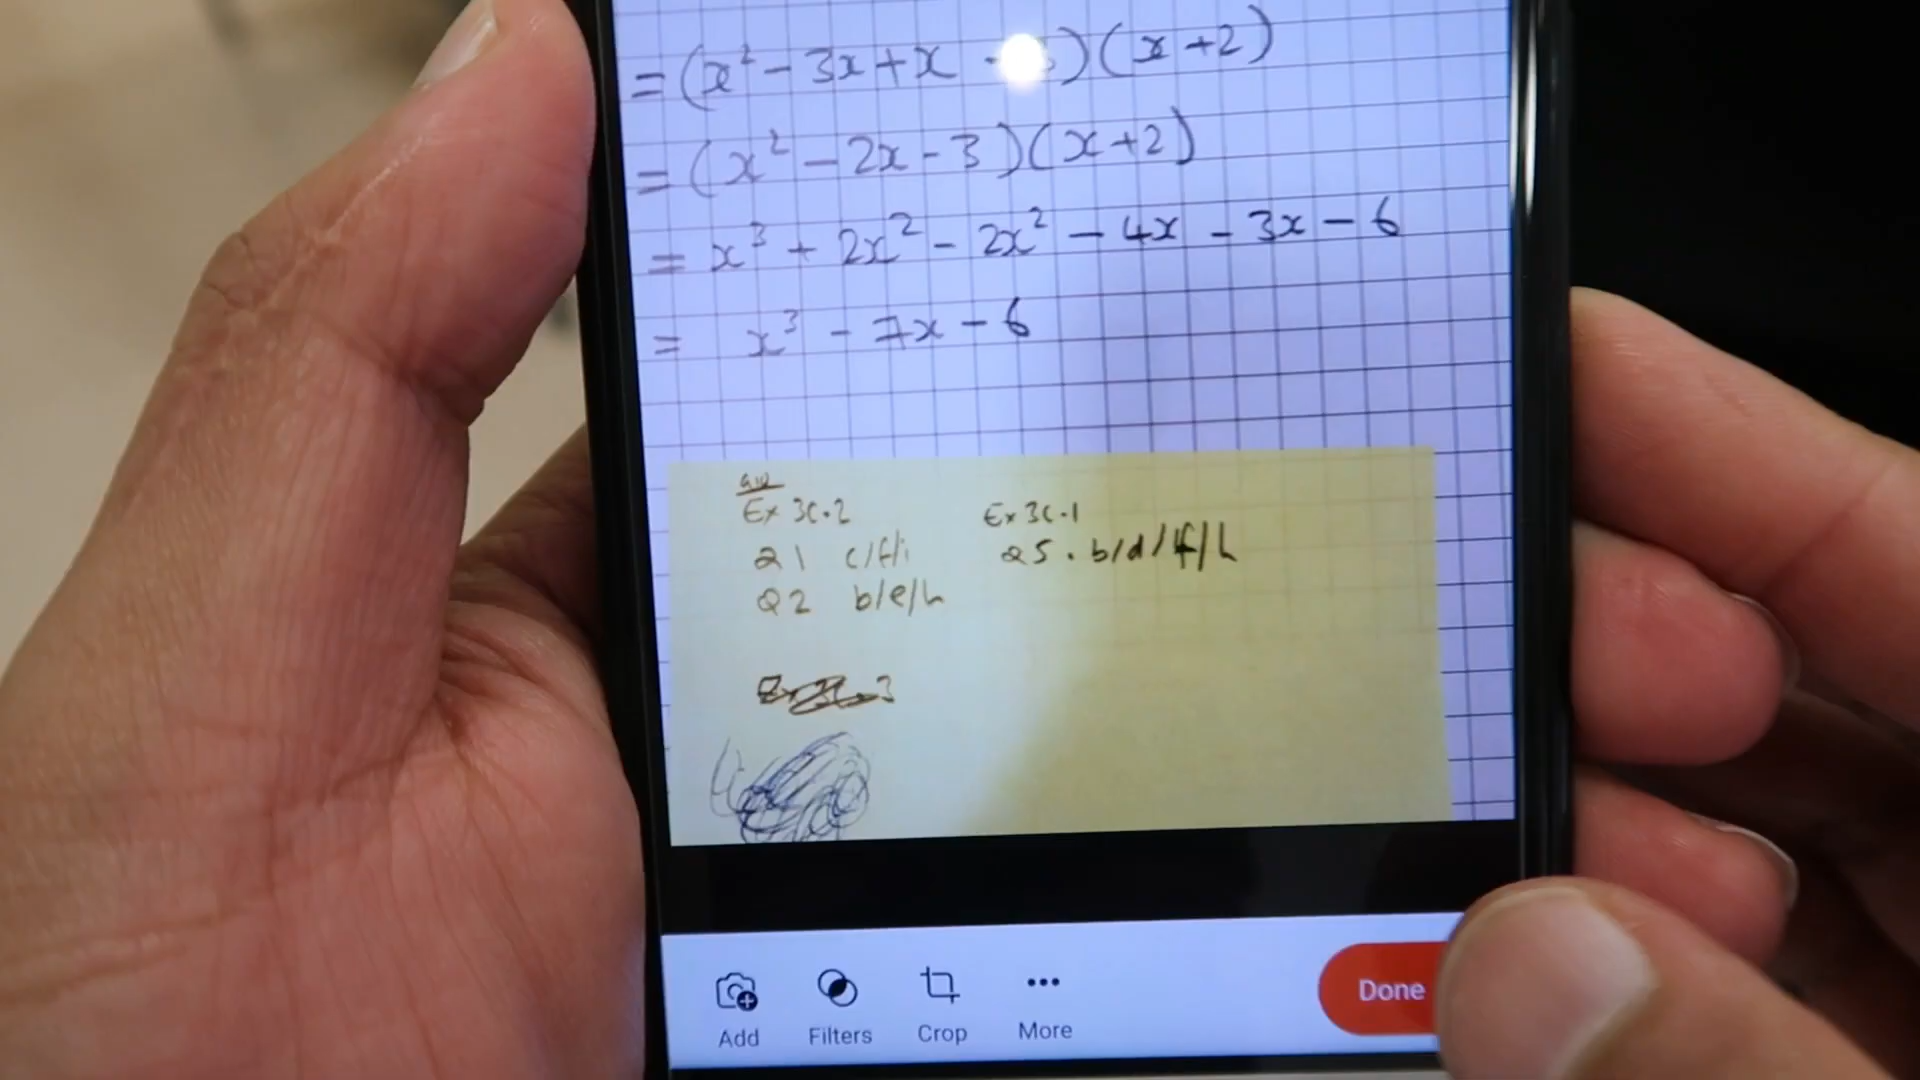 = (x² - 3x + x - )(x + 2)
= (x² - 2x - 3)(x + 2)
= x³ + 2x² - 2x² - 4x - 3x - 6
= x³ - 7x - 6
Ex 3C.2 Ex 3C.1
Q1 c/f/i Q5. b/d/f/h
Q2 b/e/h
Add Filters Crop More Done